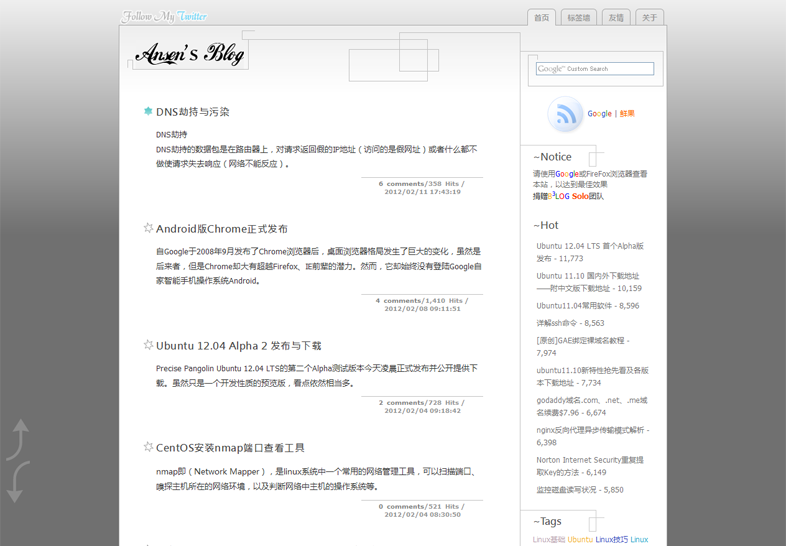 Follow My Twitter
首页
标签墙
友情
关于
Ansen's Blog
Google™ Custom Search
Google | 鲜果
DNS劫持与污染
DNS劫持
DNS劫持的数据包是在路由器上，对请求返回假的IP地址（访问的是假网址）或者什么都不
做使请求失去响应（网络不能反应）。
6 comments/358 Hits /
2012/02/11 17:43:19
Android版Chrome正式发布
自Google于2008年9月发布了Chrome浏览器后，桌面浏览器格局发生了巨大的变化，虽然是
后来者，但是Chrome却大有超越Firefox、IE前辈的潜力。然而，它却始终没有登陆Google自
家智能手机操作系统Android。
4 comments/1,410 Hits /
2012/02/08 09:11:51
Ubuntu 12.04 Alpha 2 发布与下载
Precise Pangolin Ubuntu 12.04 LTS的第二个Alpha测试版本今天凌晨正式发布并公开提供下
载。虽然只是一个开发性质的预览版，看点依然相当多。
2 comments/728 Hits /
2012/02/04 09:18:42
CentOS安装nmap端口查看工具
nmap即（Network Mapper），是linux系统中一个常用的网络管理工具，可以扫描端口、
嗅探主机所在的网络环境，以及判断网络中主机的操作系统等。
0 comments/521 Hits /
2012/02/04 08:30:50
~Notice
请使用Google或FireFox浏览器查看
本站，以达到最佳效果
捐赠B3LOG Solo团队
~Hot
Ubuntu 12.04 LTS 首个Alpha版
发布 - 11,773
Ubuntu 11.10 国内外下载地址
——附中文版下载地址 - 10,159
Ubuntu11.04常用软件 - 8,596
详解ssh命令 - 8,563
[原创]GAE绑定裸域名教程 -
7,974
ubuntu11.10新特性抢先看及各版
本下载地址 - 7,734
godaddy域名.com、.net、.me域
名续费$7.96 - 6,674
nginx反向代理异步传输模式解析 -
6,398
Norton Internet Security重复提
取Key的方法 - 6,149
监控磁盘读写状况 - 5,850
~Tags
Linux基础 Ubuntu Linux技巧 Linux